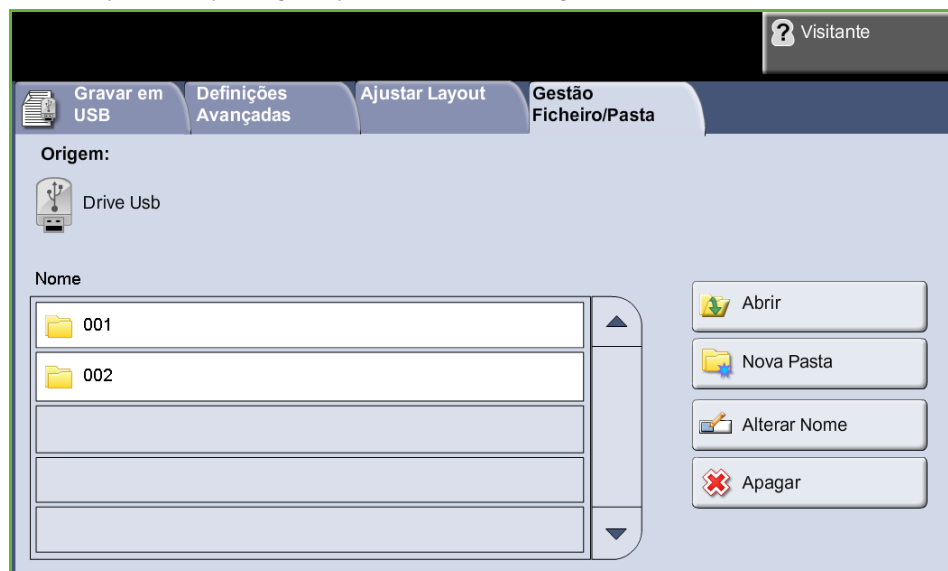 Visitante
Gravar em
USB
Definições
Avançadas
Ajustar Layout
Gestão
Ficheiro/Pasta
Origem:
Drive Usb
Nome
001
002
Abrir
Nova Pasta
Alterar Nome
Apagar